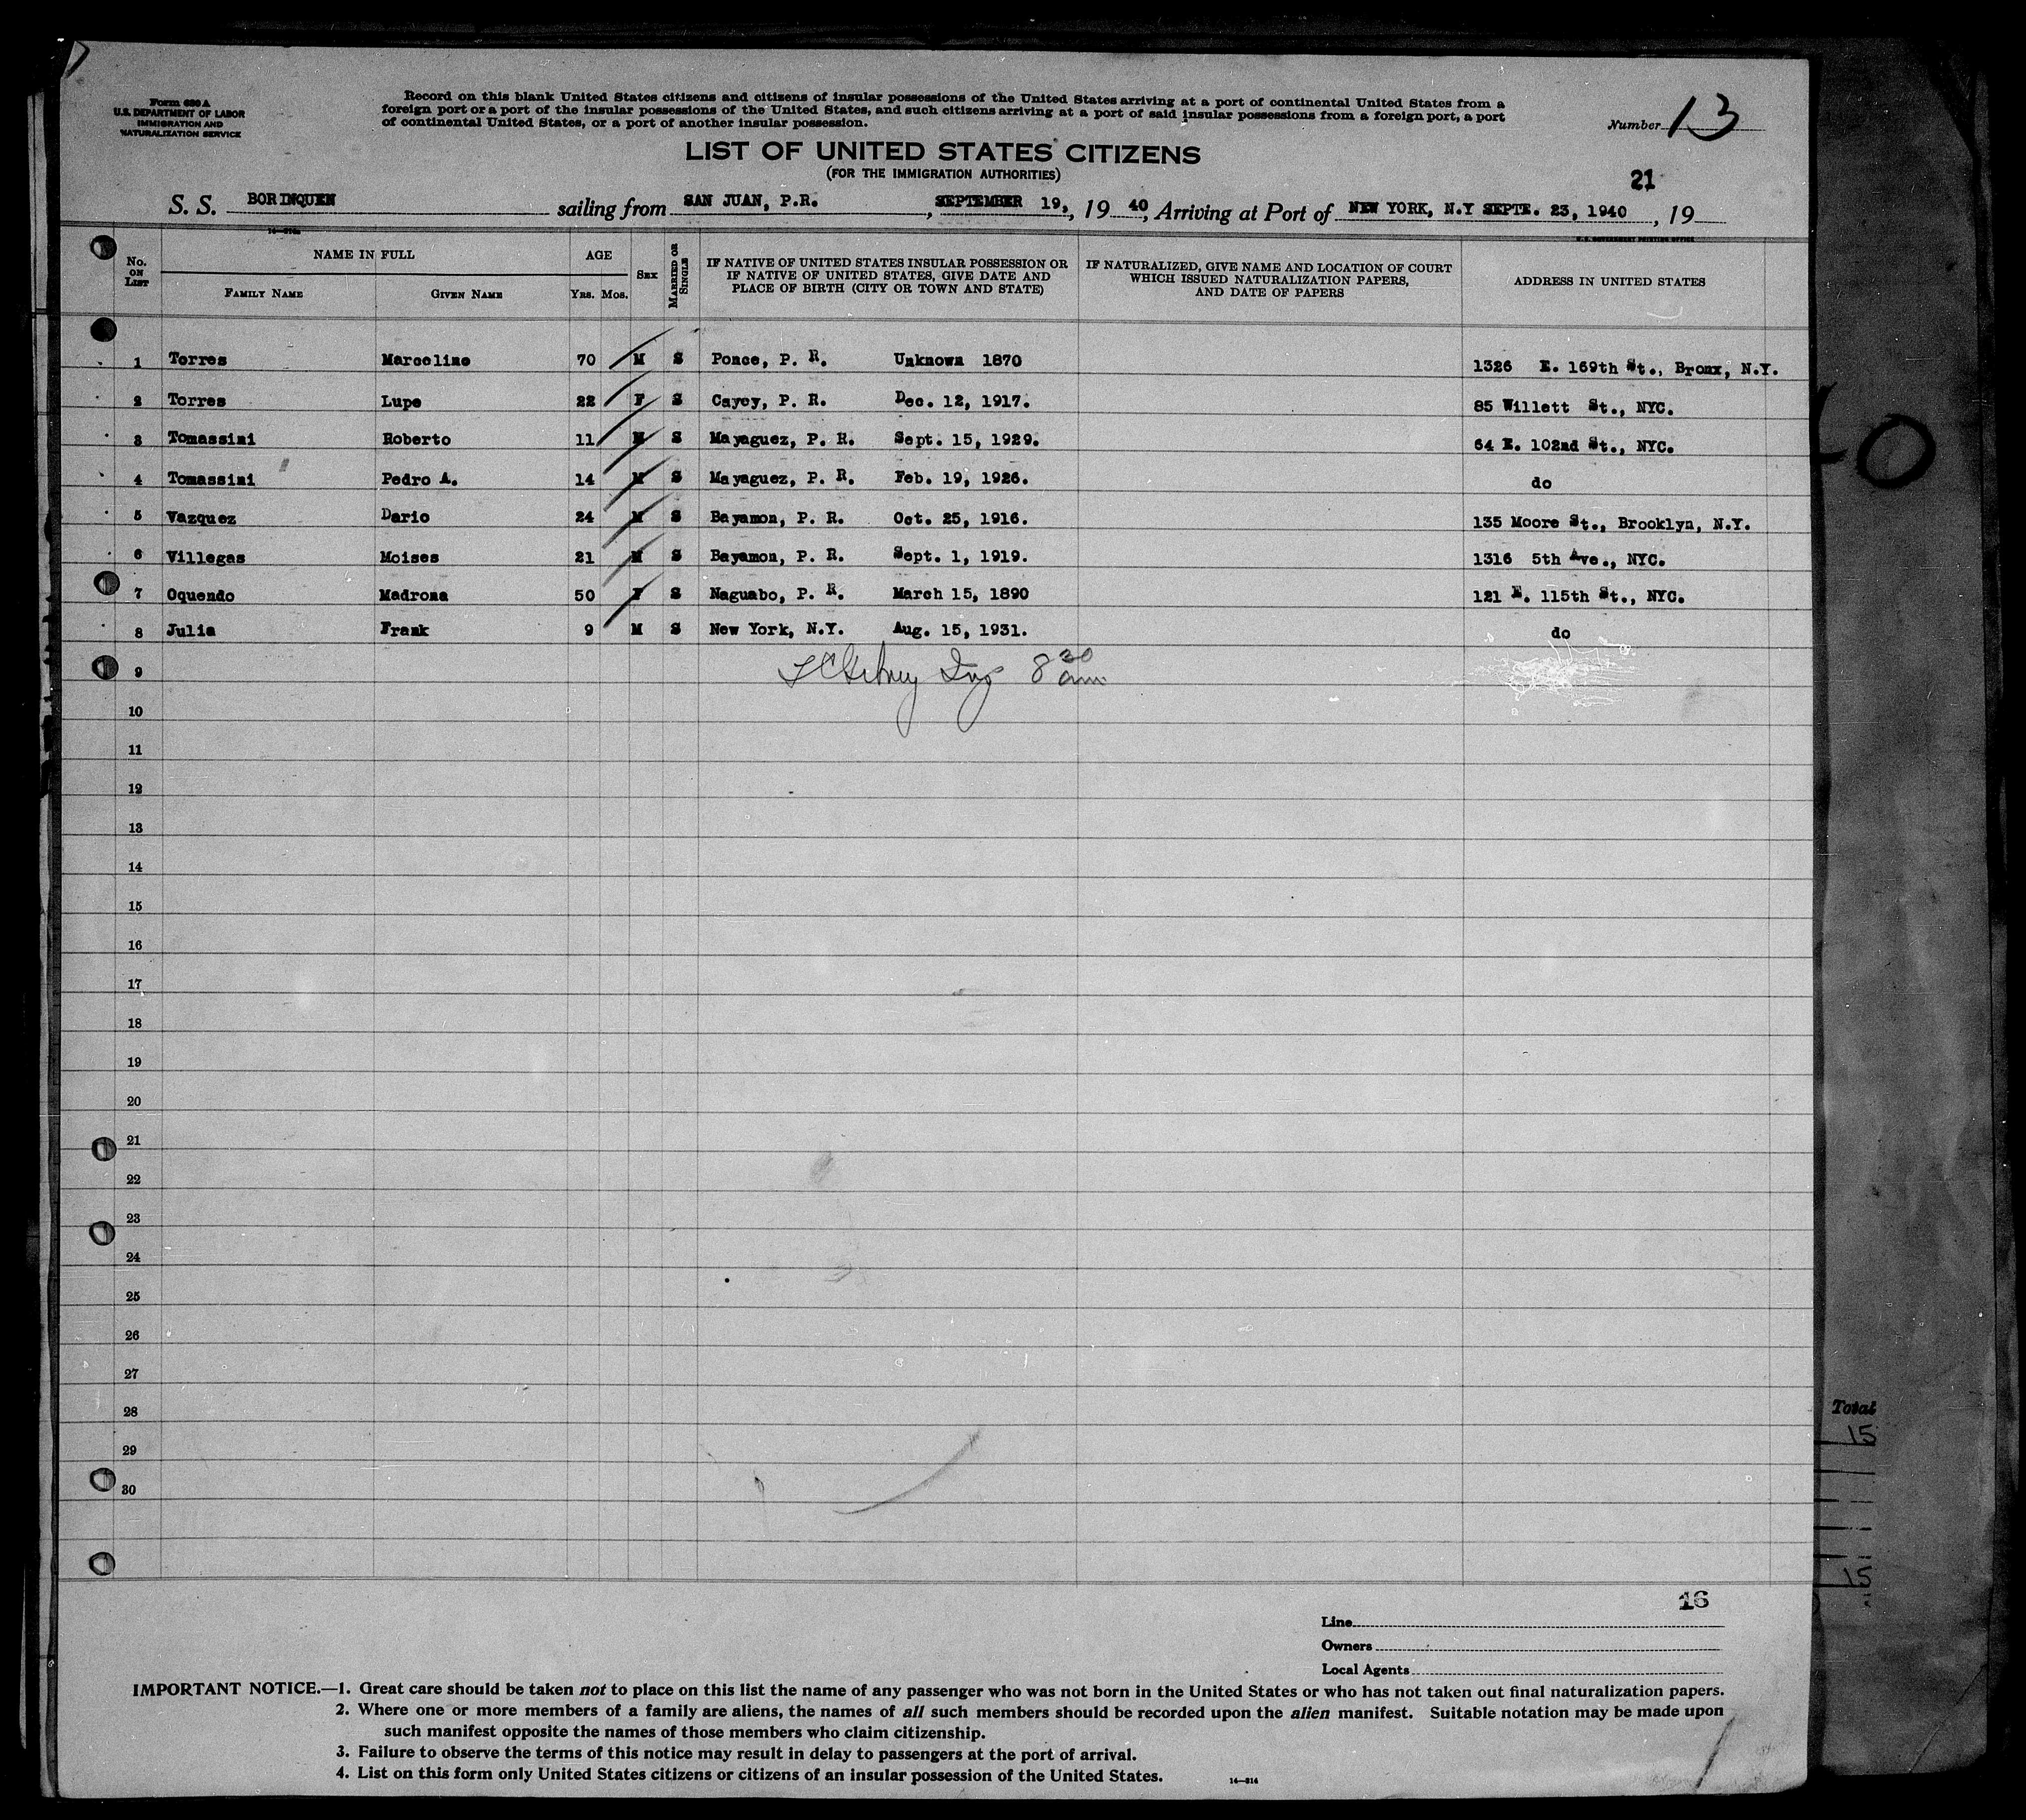 Form 630 A
U.S. DEPARTMENT OF LABOR
IMMIGRATION AND
NATURALIZATION SERVICE
Record on this blank United States citizens and citizens of insular possessions of the United States arriving at a port of continental United States from a
foreign port or a port of the insular possessions of the United States, and such citizens arriving at a port of said insular possessions from a foreign port, a port
of continental United States, or a port of another insular possession.
Number 13
LIST OF UNITED STATES CITIZENS
(FOR THE IMMIGRATION AUTHORITIES)
21
S. S. BORINQUEN sailing from SAN JUAN, P.R. , SEPTEMBER 19, , 19 40, Arriving at Port of NEW YORK, N.Y SEPTE. 23, 1940 , 19
No. ON LIST NAME IN FULL AGE SEX MARRIED OR SINGLE IF NATIVE OF UNITED STATES INSULAR POSSESSION OR IF NATIVE OF UNITED STATES, GIVE DATE AND PLACE OF BIRTH (CITY OR TOWN AND STATE) IF NATURALIZED, GIVE NAME AND LOCATION OF COURT WHICH ISSUED NATURALIZATION PAPERS, AND DATE OF PAPERS ADDRESS IN UNITED STATES
FAMILY NAME GIVEN NAME YRS. MOS.
1 Torres Marcelino 70 M S Ponce, P. R. Unknown 1870 1326 E. 169th St., Bronx, N.Y.
2 Torres Lupe 22 F S Cayey, P. R. Dec. 12, 1917. 85 Willett St., NYC.
3 Tomassini Roberto 11 M S Mayaguez, P. R. Sept. 15, 1929. 64 E. 102nd St., NYC.
4 Tomassini Pedro A. 14 M S Mayaguez, P. R. Feb. 19, 1926. do
5 Vazquez Dario 24 M S Bayamon, P. R. Oct. 25, 1916. 135 Moore St., Brooklyn, N.Y.
6 Villegas Moises 21 M S Bayamon, P. R. Sept. 1, 1919. 1316 5th Ave., NYC.
7 Oquendo Madrona 50 F S Naguabo, P. R. March 15, 1890 121 E. 115th St., NYC.
8 Julia Frank 9 M S New York, N.Y. Aug. 15, 1931. do
9 8 30 am
10
11
12
13
14
15
16
17
18
19
20
21
22
23
24
25
26
27
28
29
30
Total
15
15
16
Line
Owners
Local Agents
IMPORTANT NOTICE.—1. Great care should be taken not to place on this list the name of any passenger who was not born in the United States or who has not taken out final naturalization papers.
2. Where one or more members of a family are aliens, the names of all such members should be recorded upon the alien manifest. Suitable notation may be made upon
such manifest opposite the names of those members who claim citizenship.
3. Failure to observe the terms of this notice may result in delay to passengers at the port of arrival.
4. List on this form only United States citizens or citizens of an insular possession of the United States.
14—314